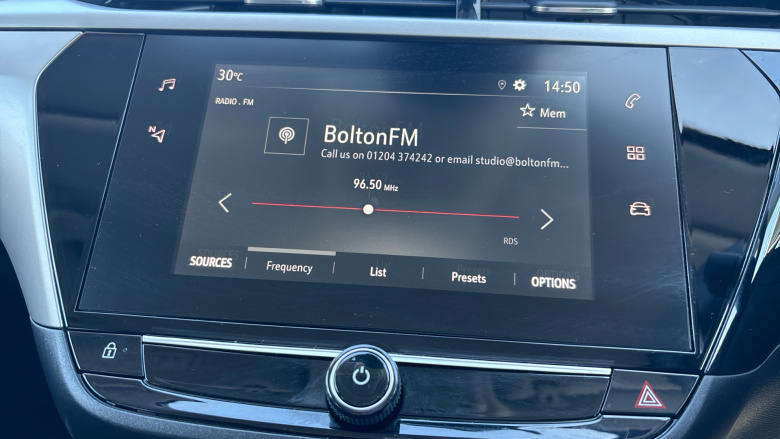 30°C
14:50
RADIO . FM
Mem
BoltonFM
Call us on 01204 374242 or email studio@boltonfm...
96.50 MHz
RDS
SOURCES Frequency List Presets OPTIONS
N